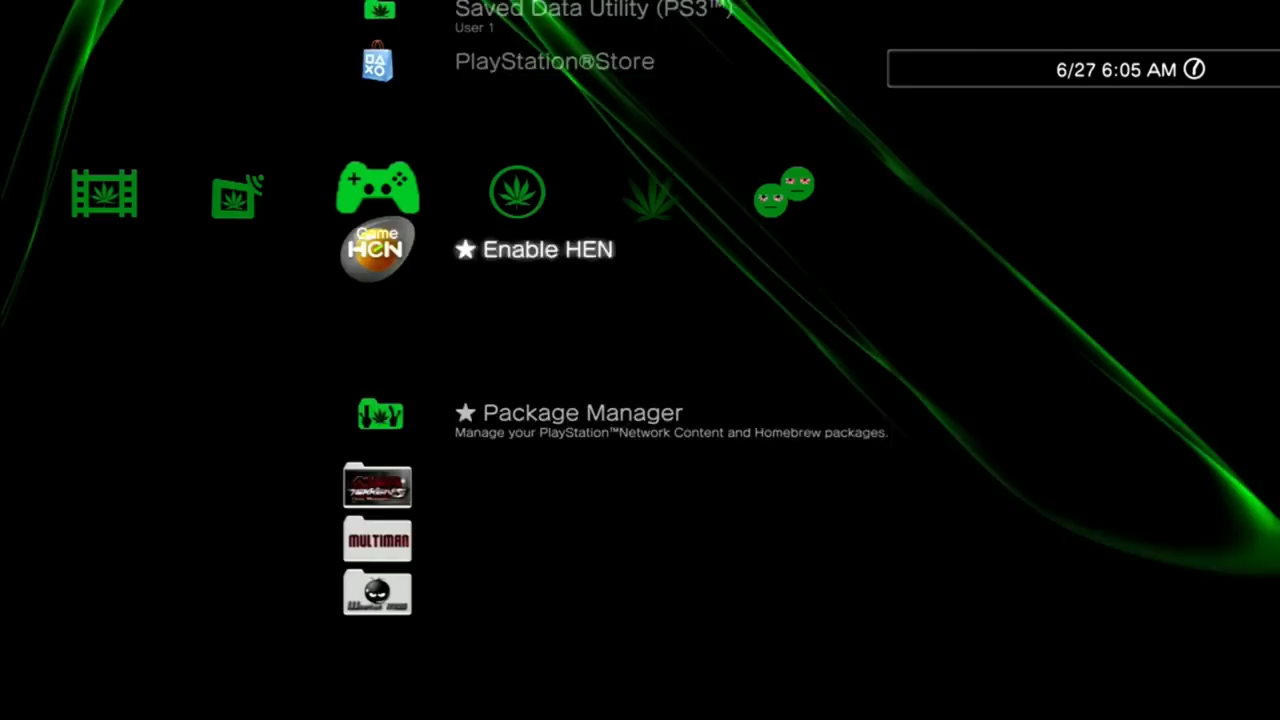 Saved Data Utility (PS3™)
User 1
PlayStation®Store
6/27 6:05 AM
Game
HEN
★ Enable HEN
★ Package Manager
Manage your PlayStation™Network Content and Homebrew packages.
MULTIMAN